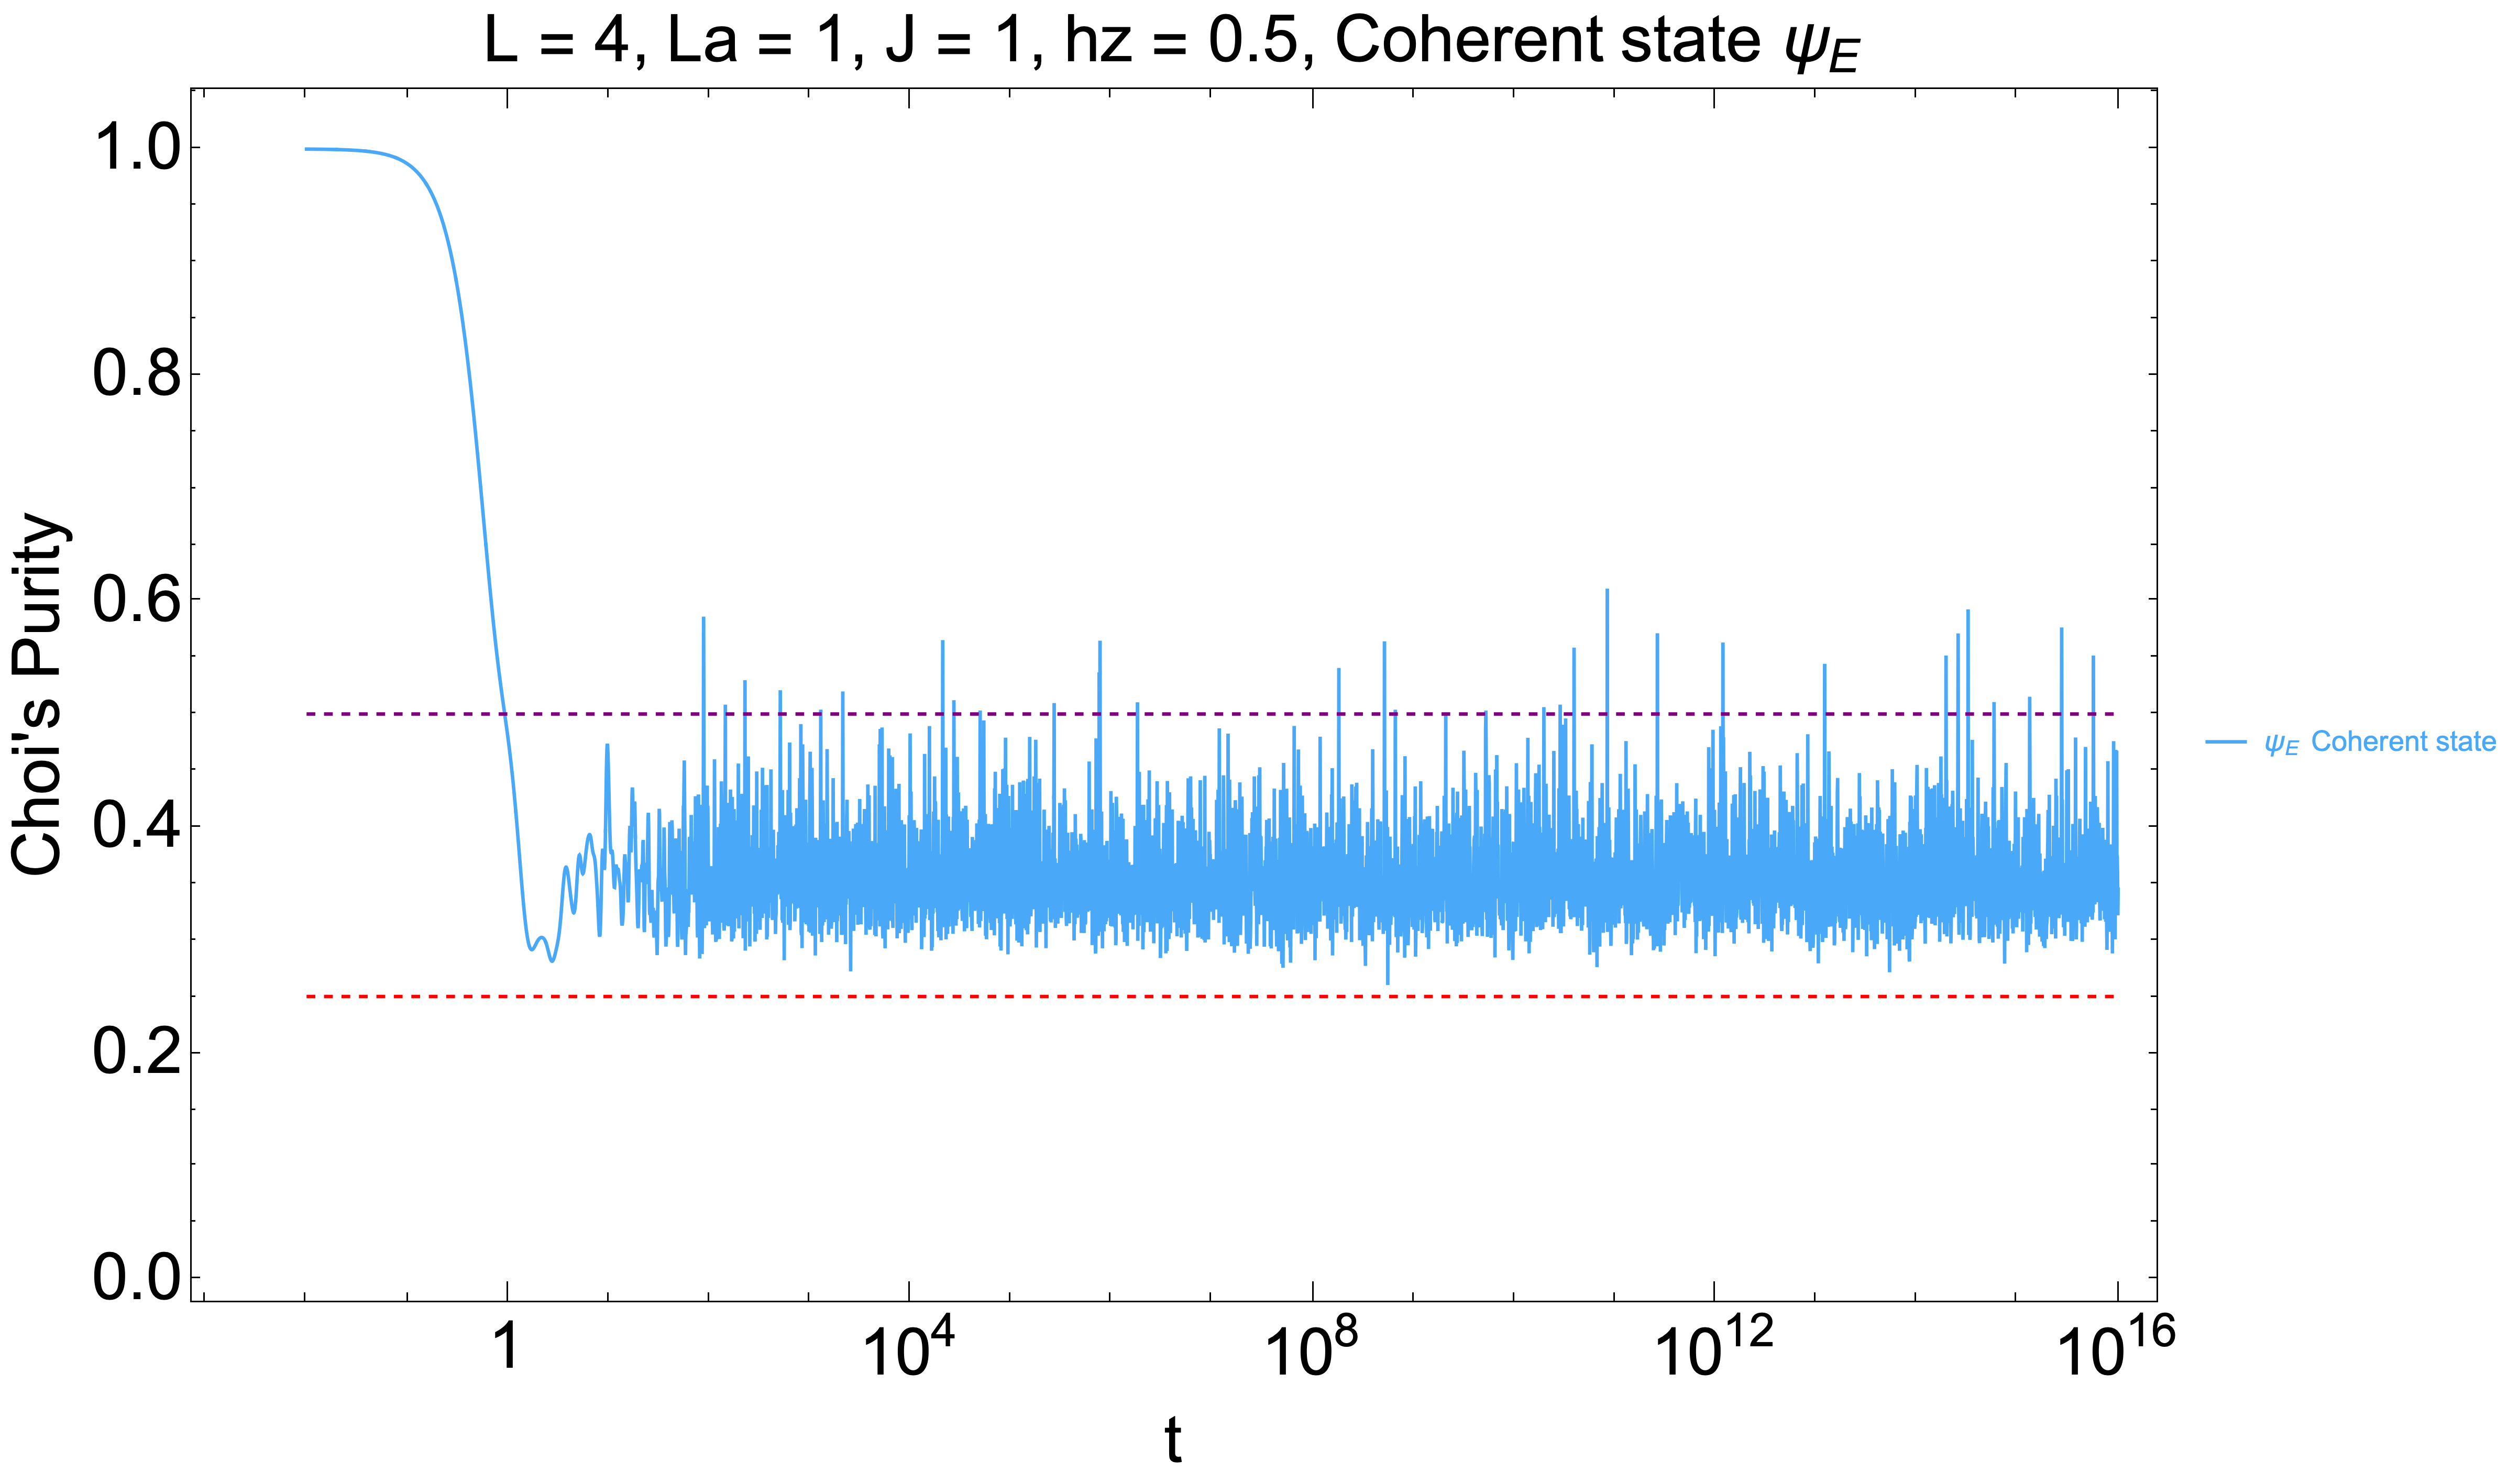 L = 4, La = 1, J = 1, hz = 0.5, Coherent state ψE
Choi's Purity
1.0
0.8
0.6
0.4
0.2
0.0
1
10^4
10^8
10^12
10^16
t
ψE Coherent state